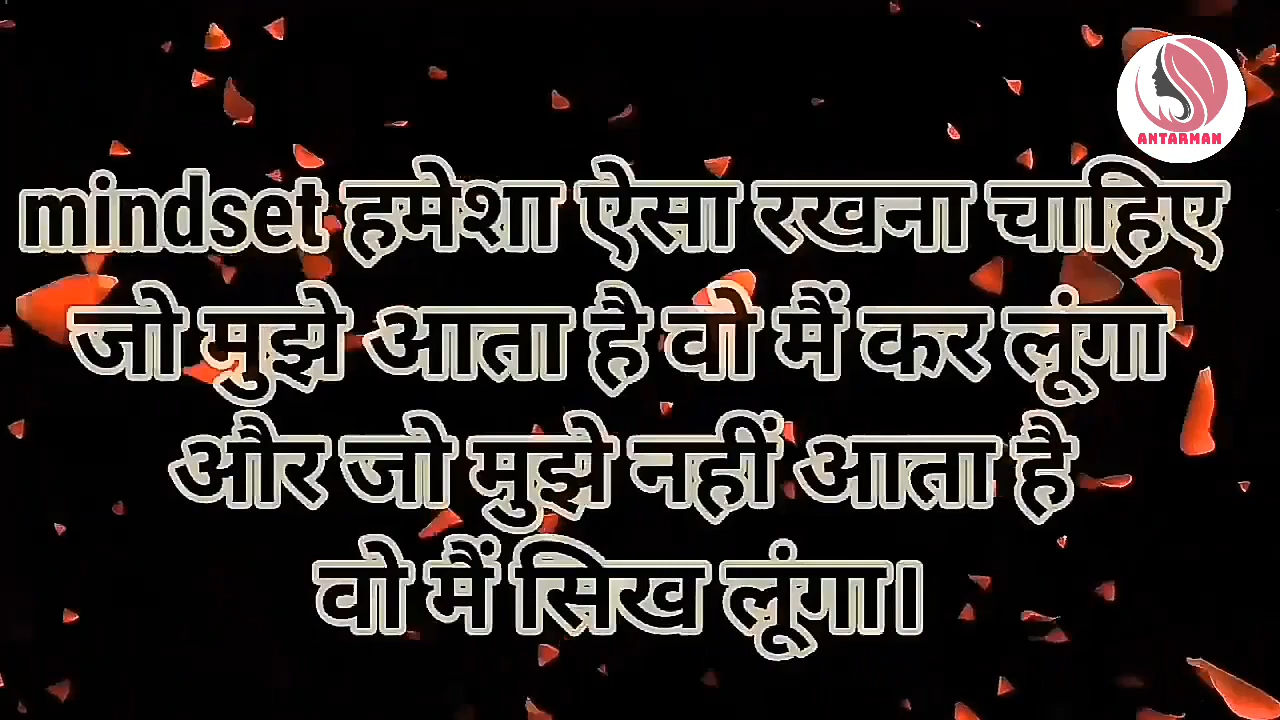 ANTARMAN
mindset हमेशा ऐसा रखना चाहिए
जो मुझे आता है वो मैं कर लूंगा
और जो मुझे नहीं आता है
वो मैं सिख लूंगा।